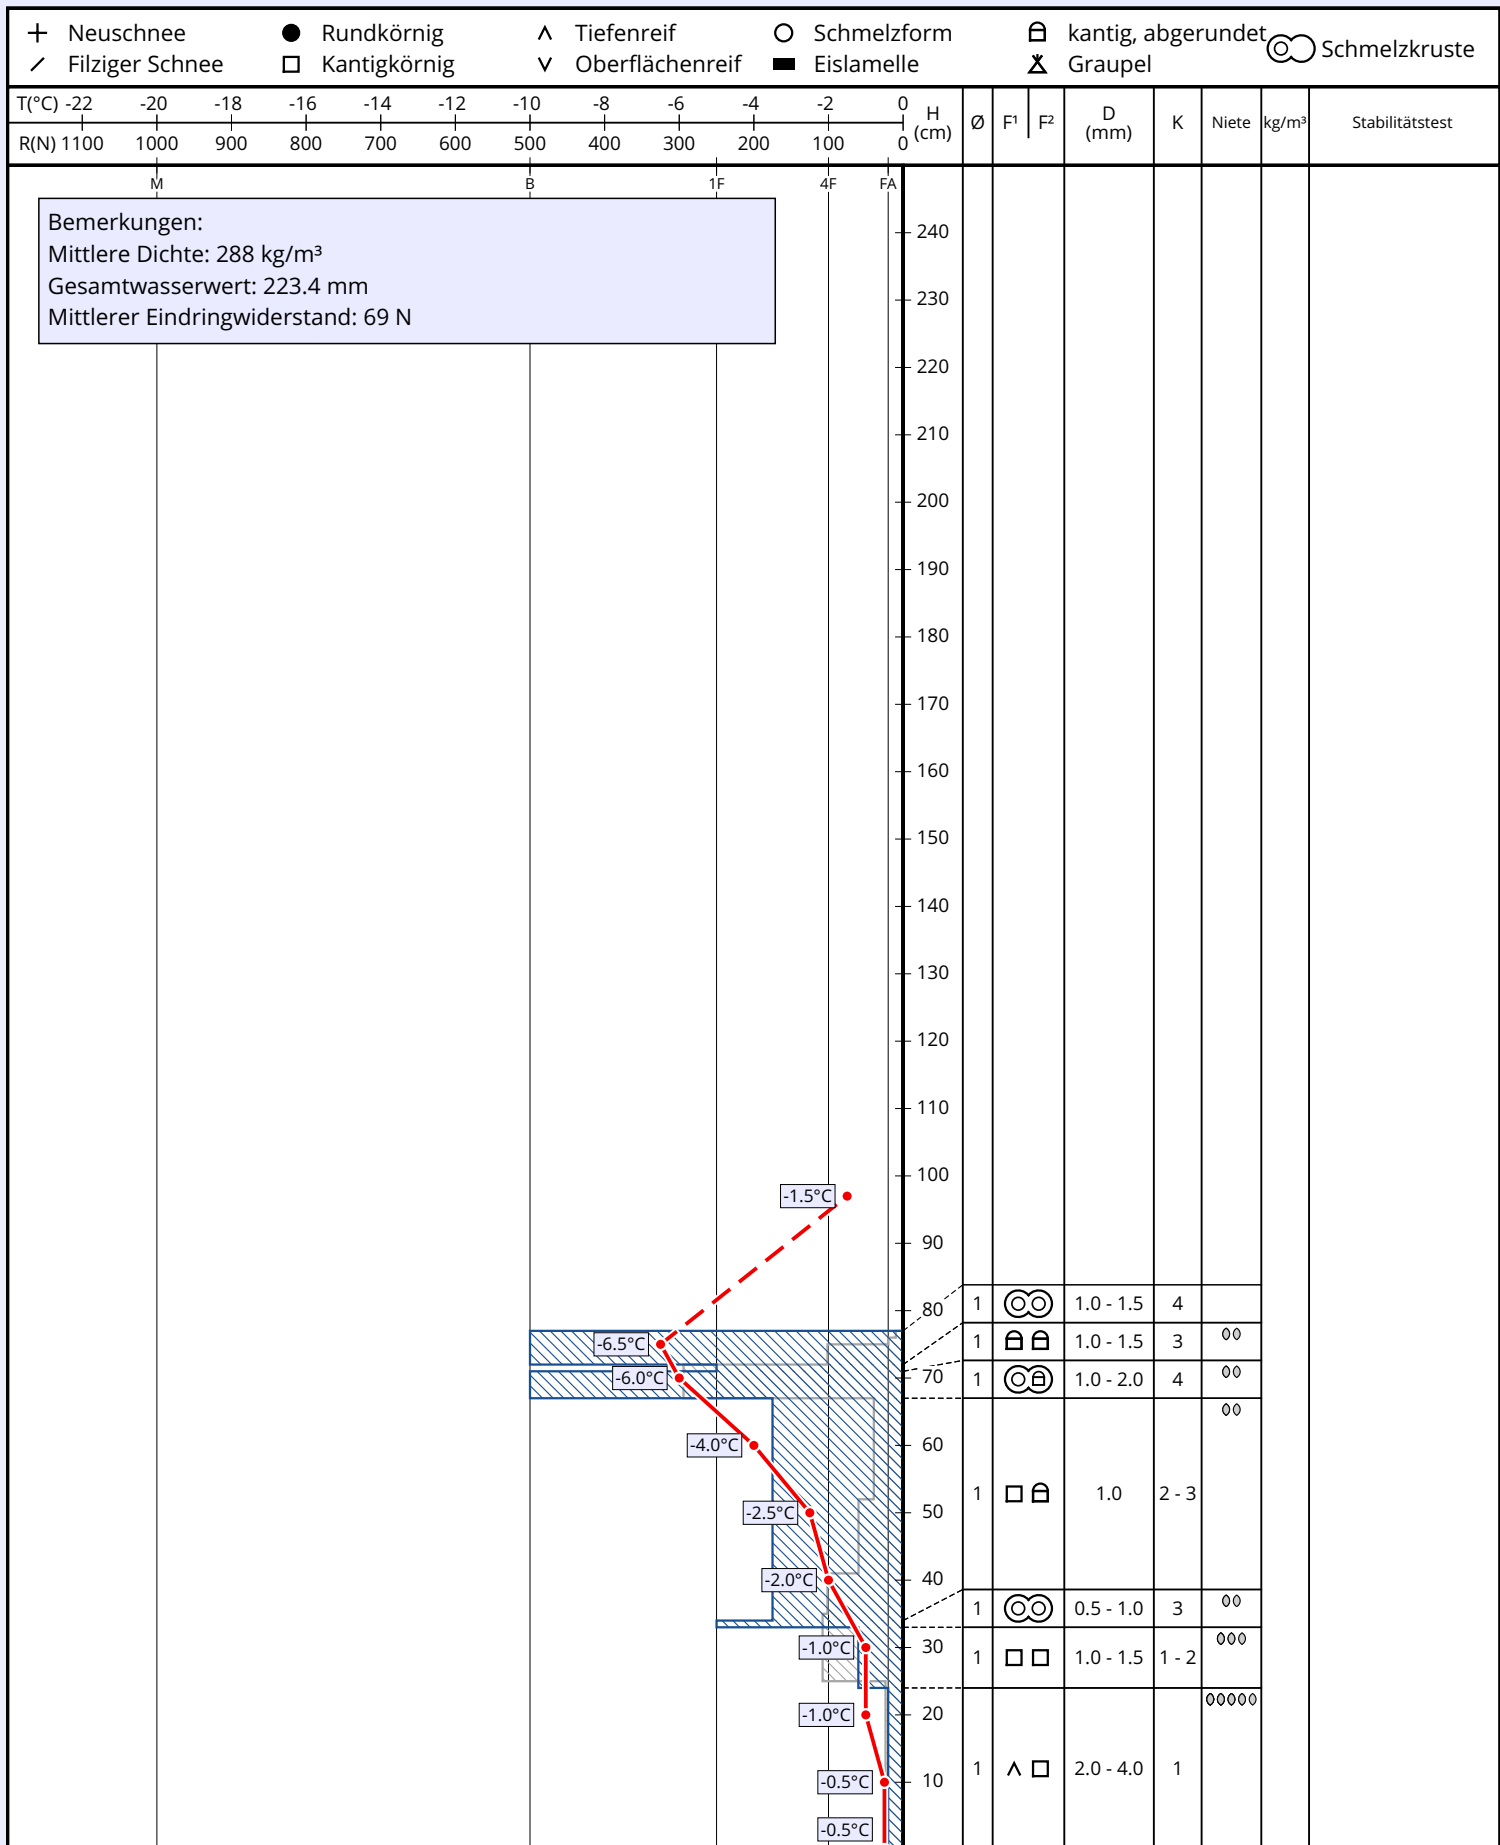 Neuschnee Rundkörnig Tiefenreif Schmelzform kantig, abgerundet Schmelzkruste
Filziger Schnee Kantigkörnig Oberflächenreif Eislamelle Graupel
T(°C) -22 -20 -18 -16 -14 -12 -10 -8 -6 -4 -2 0
R(N) 1100 1000 900 800 700 600 500 400 300 200 100 0
H (cm) Ø F¹ F² D (mm) K Niete kg/m³ Stabilitätstest
M B 1F 4F FA
Bemerkungen:
Mittlere Dichte: 288 kg/m³
Gesamtwasserwert: 223.4 mm
Mittlerer Eindringwiderstand: 69 N
240
230
220
210
200
190
180
170
160
150
140
130
120
110
100
-1.5°C
90
80 1 1.0 - 1.5 4
-6.5°C 1 1.0 - 1.5 3
-6.0°C 70 1 1.0 - 2.0 4
-4.0°C 60
1 1.0 2 - 3
-2.5°C 50
-2.0°C 40
1 0.5 - 1.0 3
-1.0°C 30 1 1.0 - 1.5 1 - 2
-1.0°C 20
1 2.0 - 4.0 1
-0.5°C 10
-0.5°C